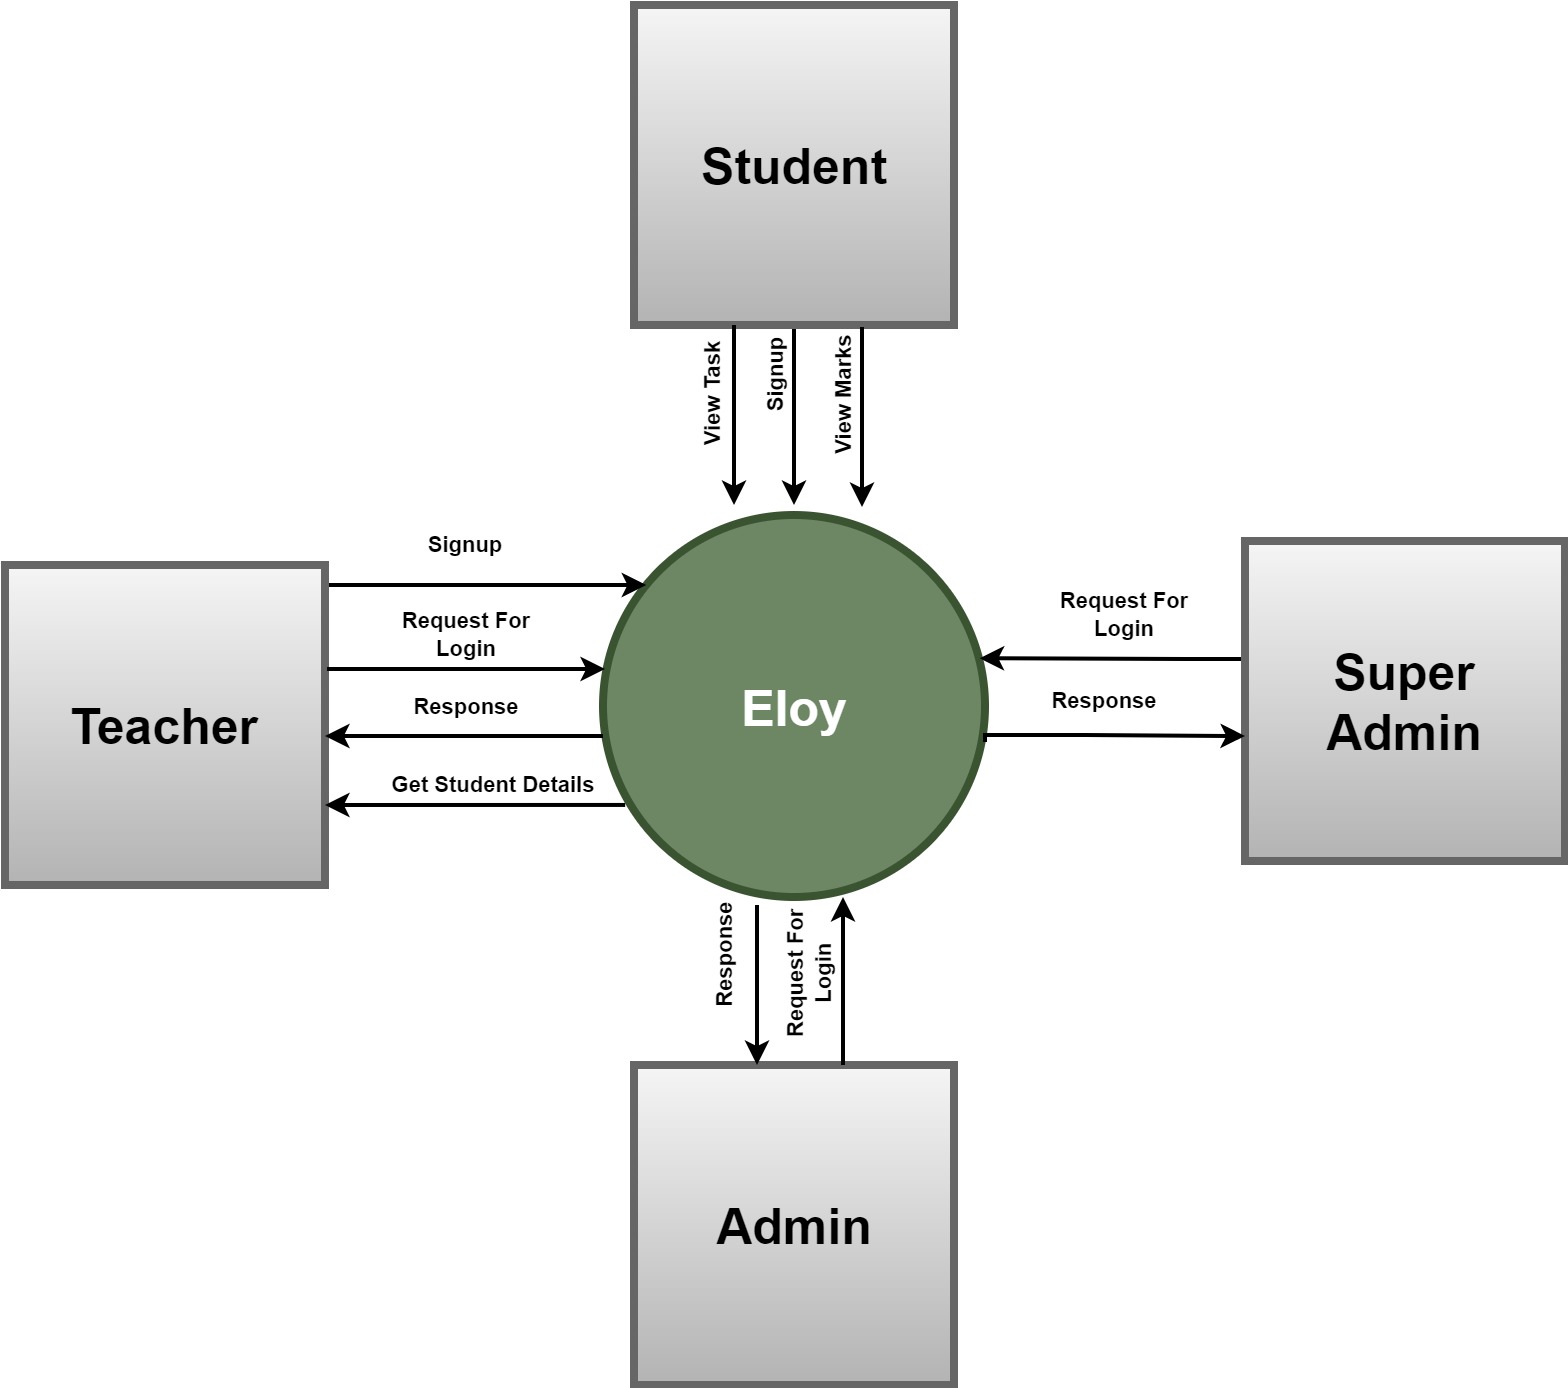 Student
View Task
Signup
View Marks
Signup
Request For
Login
Response
Get Student Details
Teacher
Eloy
Request For
Login
Response
Super
Admin
Response
Request For
Login
Admin